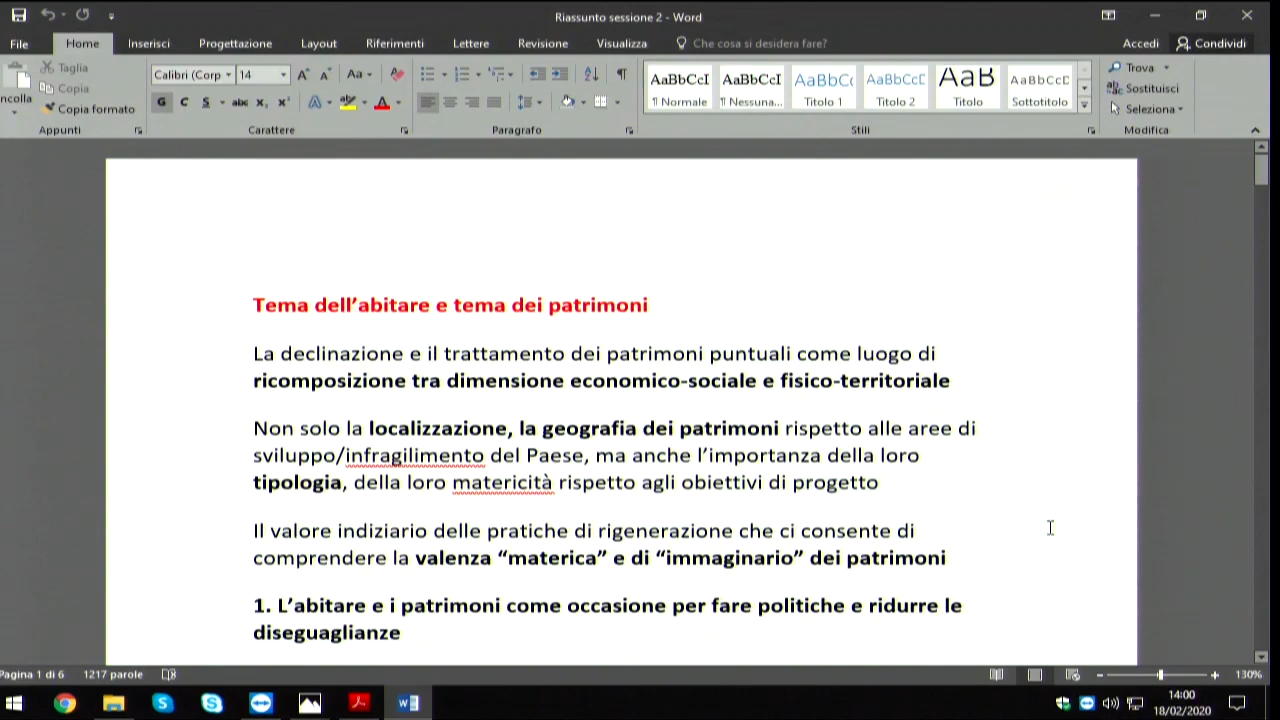 Riassunto sessione 2 - Word
File Home Inserisci Progettazione Layout Riferimenti Lettere Revisione Visualizza Che cosa si desidera fare? Accedi Condividi
ncolla
Taglia
Copia
Copia formato
Appunti
Calibri (Corp 14
G C S abc X₂ X²
Carattere
Paragrafo
AaBbCcI AaBbCcI AaBbC AaBbCcC AaB AaBbCcC
¶ Normale ¶ Nessuna... Titolo 1 Titolo 2 Titolo Sottotitolo
Stili
Trova
Sostituisci
Seleziona
Modifica
Tema dell’abitare e tema dei patrimoni
La declinazione e il trattamento dei patrimoni puntuali come luogo di
ricomposizione tra dimensione economico-sociale e fisico-territoriale
Non solo la localizzazione, la geografia dei patrimoni rispetto alle aree di
sviluppo/infragilimento del Paese, ma anche l’importanza della loro
tipologia, della loro matericità rispetto agli obiettivi di progetto
Il valore indiziario delle pratiche di rigenerazione che ci consente di
comprendere la valenza “materica” e di “immaginario” dei patrimoni
1. L’abitare e i patrimoni come occasione per fare politiche e ridurre le
diseguaglianze
Pagina 1 di 6 1217 parole 130%
14:00
18/02/2020